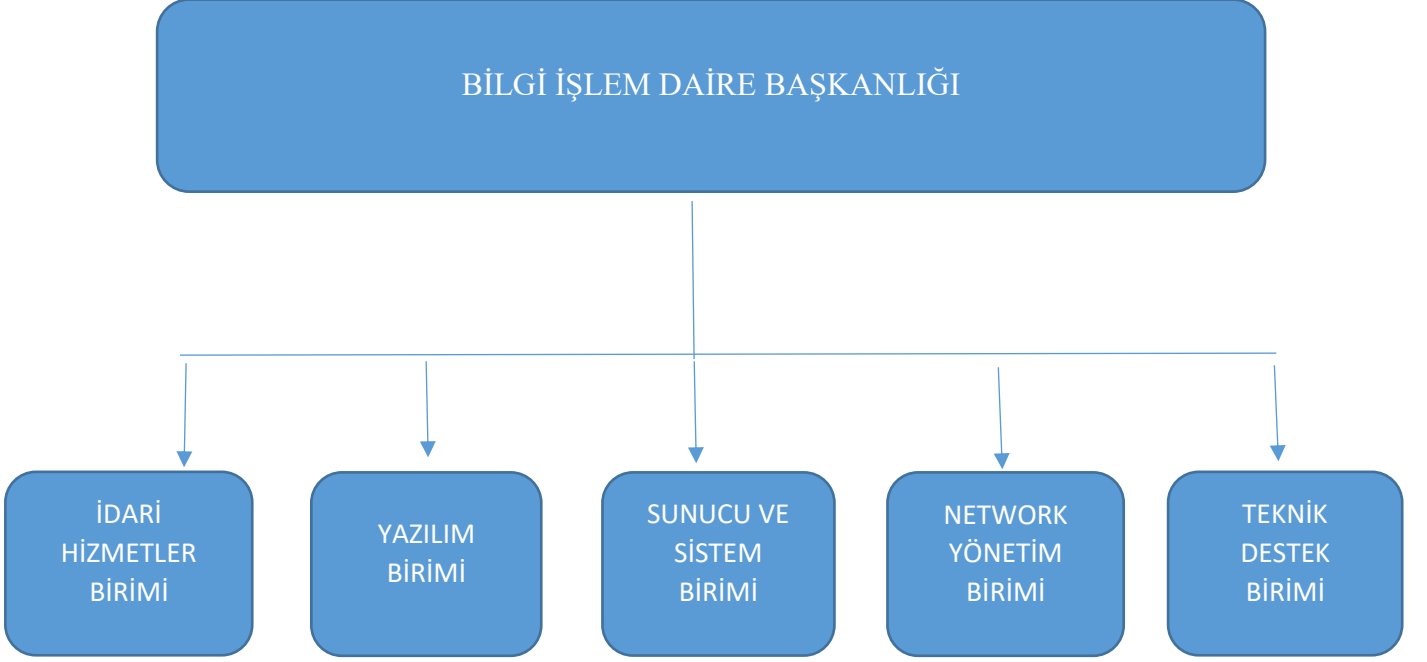 BİLGİ İŞLEM DAİRE BAŞKANLIĞI
İDARİ
HİZMETLER
BİRİMİ
YAZILIM
BİRİMİ
SUNUCU VE
SİSTEM
BİRİMİ
NETWORK
YÖNETİM
BİRİMİ
TEKNİK
DESTEK
BİRİMİ